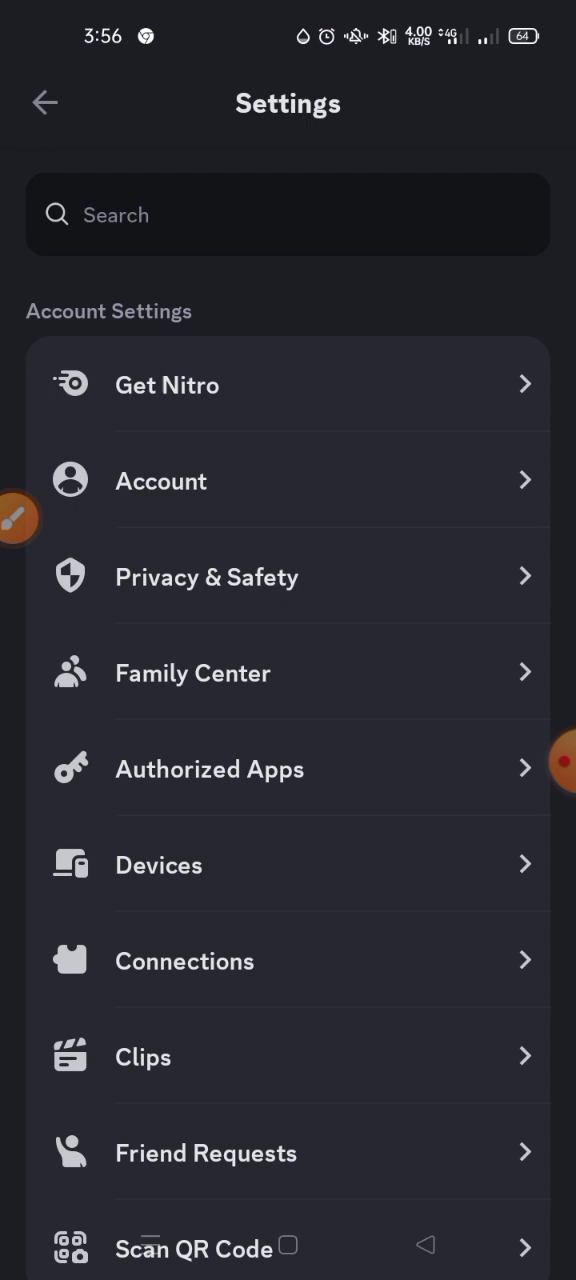 3:56 4.00 KB/S 4G 64
Settings
Search
Account Settings
Get Nitro
Account
Privacy & Safety
Family Center
Authorized Apps
Devices
Connections
Clips
Friend Requests
Scan QR Code